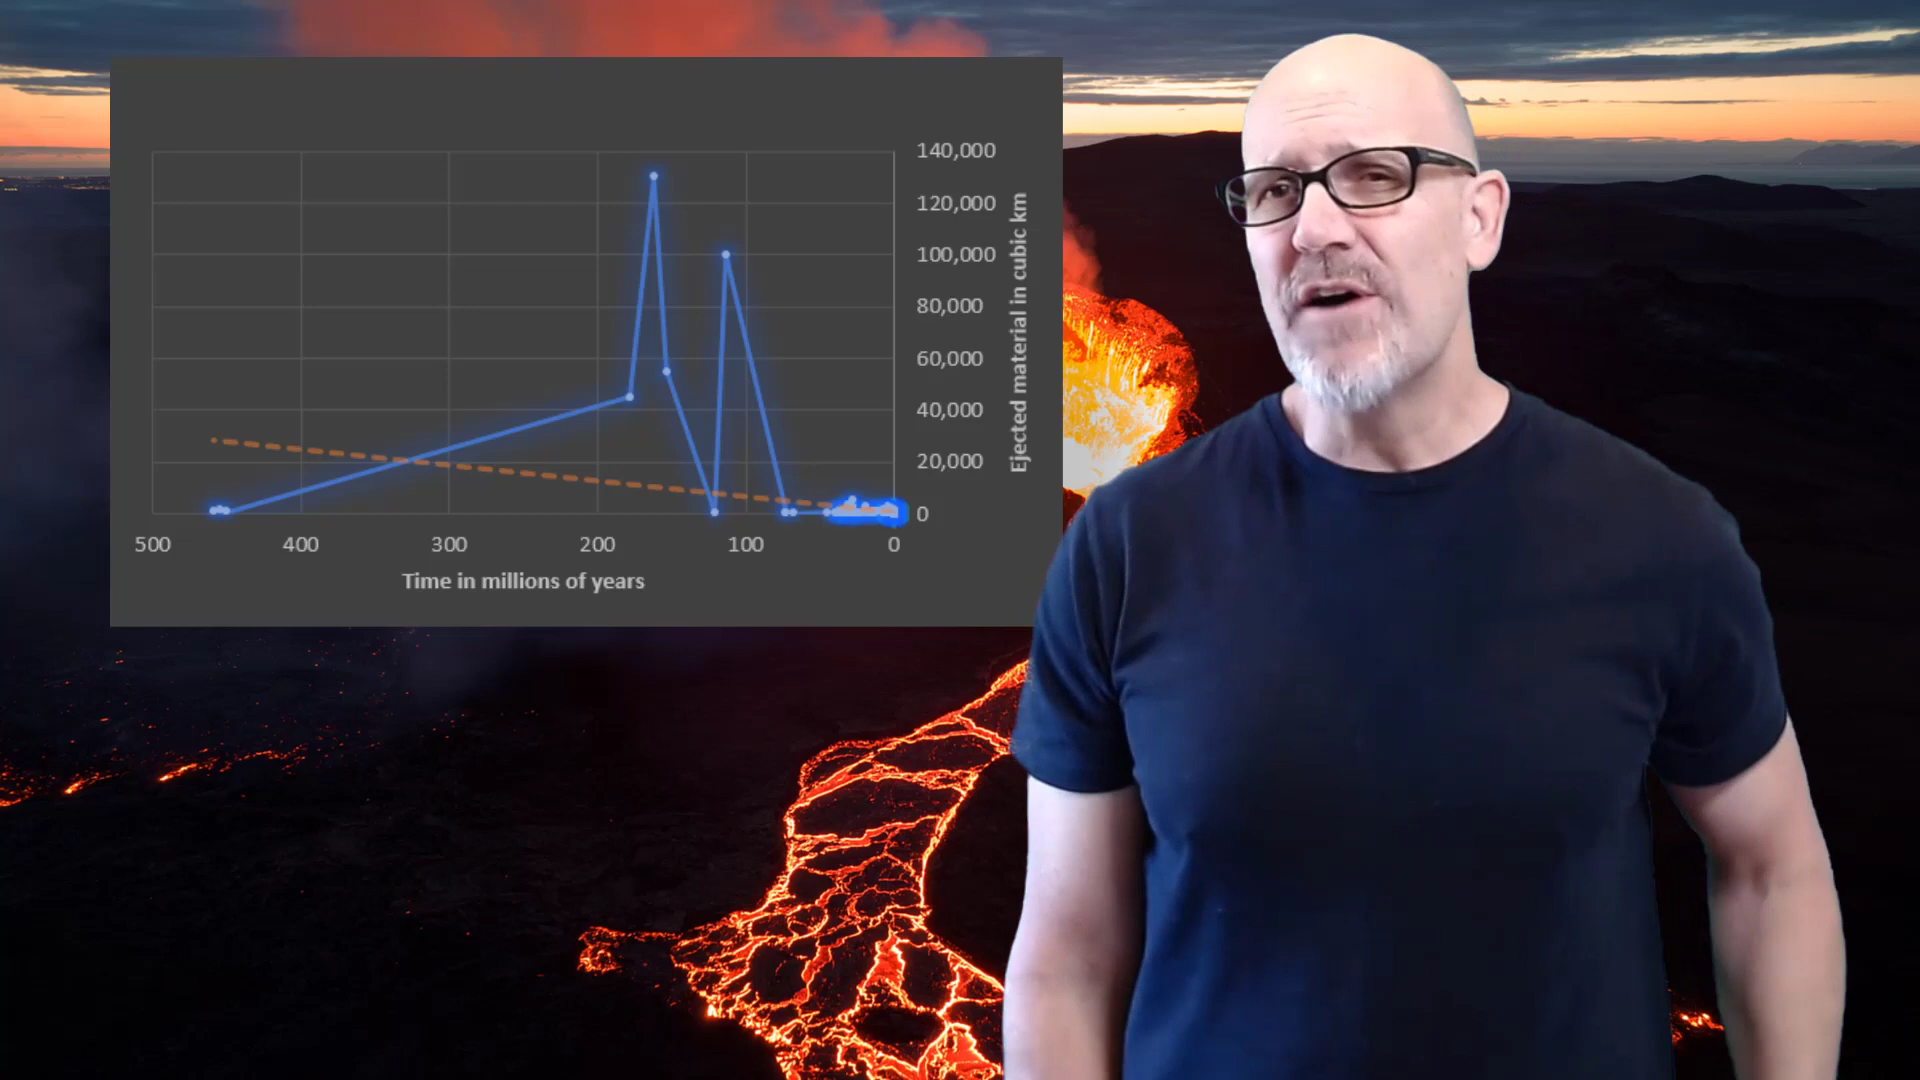 140,000
120,000
100,000
80,000
60,000
40,000
20,000
0
Ejected material in cubic km
500 400 300 200 100 0
Time in millions of years